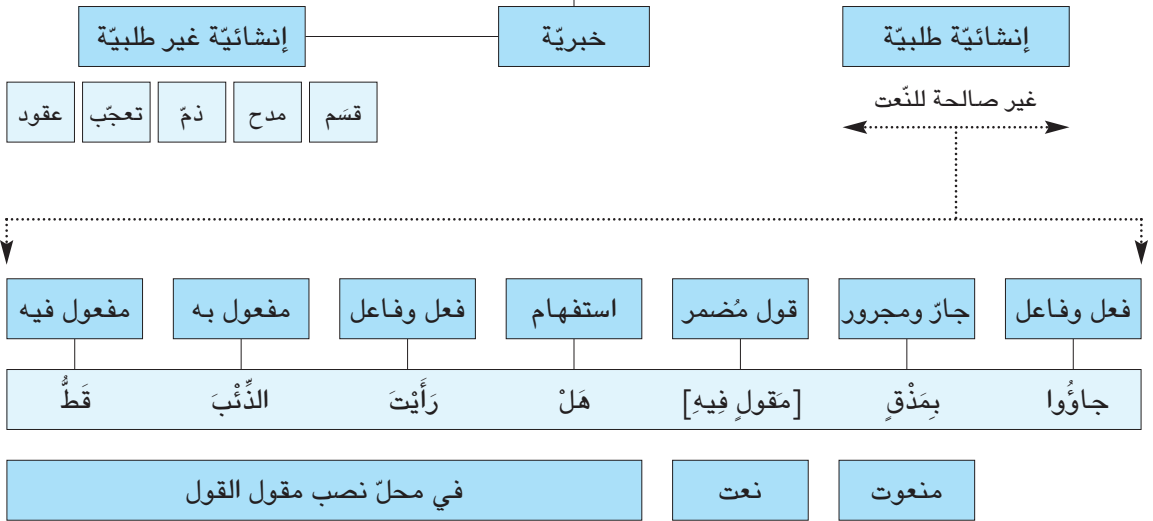 إنشائيّة طلبيّة خبريّة إنشائيّة غير طلبيّة
غير صالحة للنّعت
قسَم مدح ذمّ تعجّب عقود
فعل وفاعل جارّ ومجرور قول مُضمر استفهام فعل وفاعل مفعول به مفعول فيه
جاؤُوا بِمَذْقٍ [مَقولٍ فِيهِ] هَلْ رَأَيْتَ الذِّئْبَ قَطُّ
منعوت نعت في محلّ نصب مقول القول